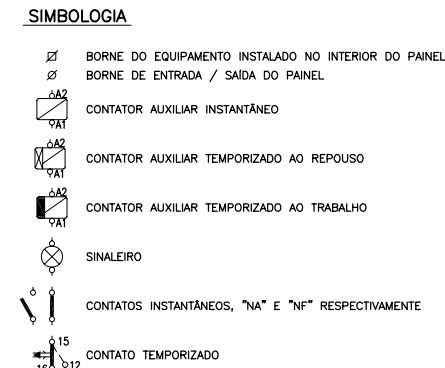 SIMBOLOGIA
BORNE DO EQUIPAMENTO INSTALADO NO INTERIOR DO PAINEL
BORNE DE ENTRADA / SAÍDA DO PAINEL
A2
CONTATOR AUXILIAR INSTANTÂNEO
A1
A2
CONTATOR AUXILIAR TEMPORIZADO AO REPOUSO
A1
A2
CONTATOR AUXILIAR TEMPORIZADO AO TRABALHO
A1
SINALEIRO
CONTATOS INSTANTÂNEOS, "NA" E "NF" RESPECTIVAMENTE
15
CONTATO TEMPORIZADO
16 12